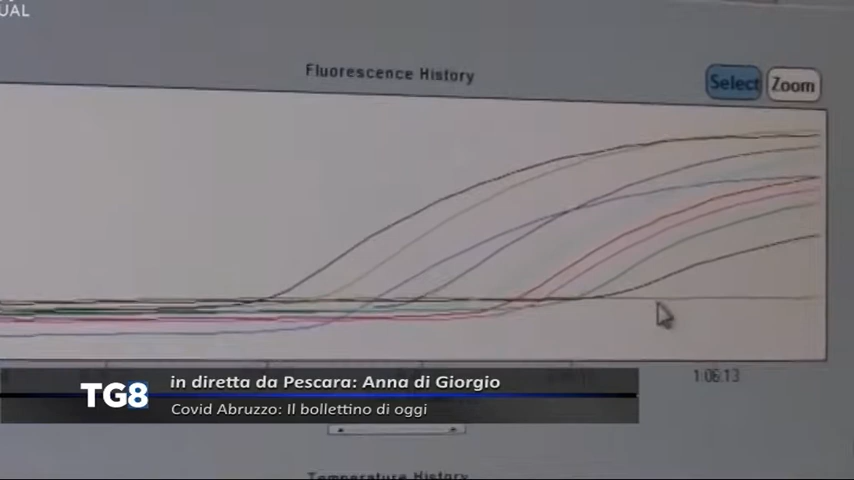 UAL
Fluorescence History
Select Zoom
1:06:13
TG8
in diretta da Pescara: Anna di Giorgio
Covid Abruzzo: Il bollettino di oggi
Temperature History